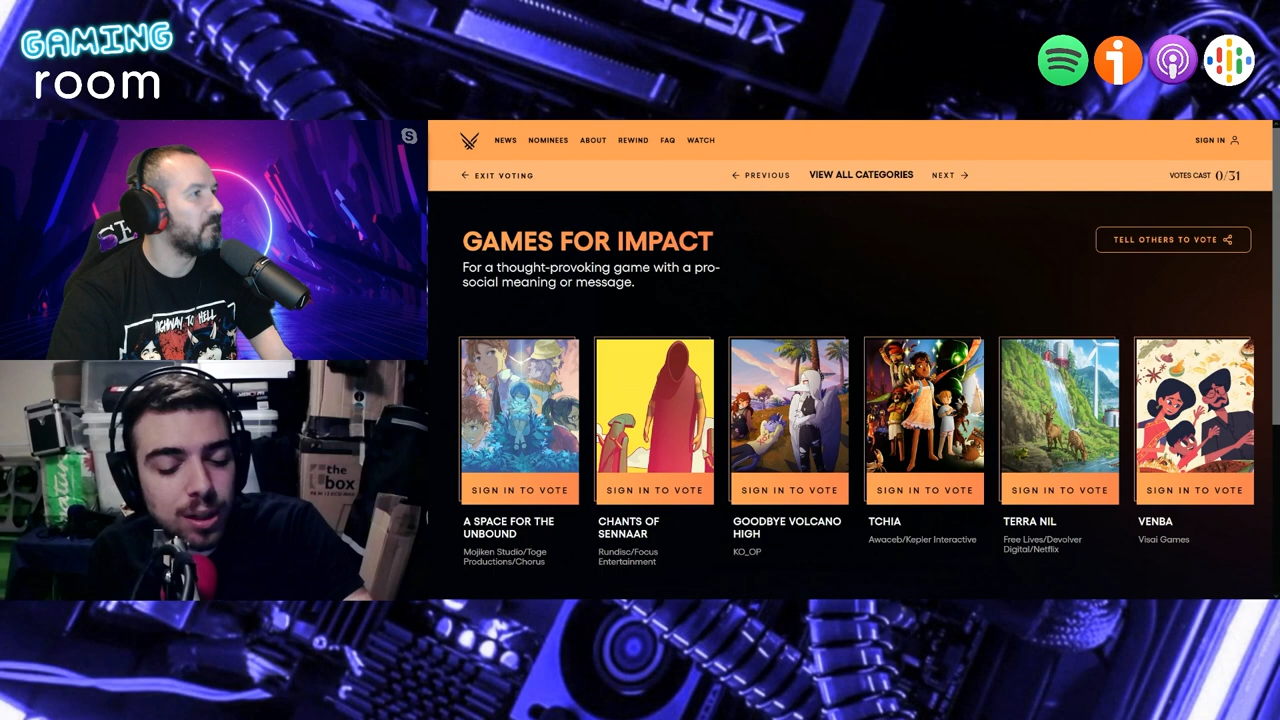 GAMING
room
NEWS NOMINEES ABOUT REWIND FAQ WATCH
SIGN IN
EXIT VOTING
PREVIOUS
VIEW ALL CATEGORIES
NEXT
VOTES CAST 0/31
GAMES FOR IMPACT
For a thought-provoking game with a pro-
social meaning or message.
TELL OTHERS TO VOTE
SIGN IN TO VOTE
SIGN IN TO VOTE
SIGN IN TO VOTE
SIGN IN TO VOTE
SIGN IN TO VOTE
SIGN IN TO VOTE
A SPACE FOR THE
UNBOUND
Mojiken Studio/Toge
Productions/Chorus
CHANTS OF
SENNAAR
Rundisc/Focus
Entertainment
GOODBYE VOLCANO
HIGH
KO_OP
TCHIA
Awaceb/Kepler Interactive
TERRA NIL
Free Lives/Devolver
Digital/Netflix
VENBA
Visai Games
HIGHWAY TO HELL
the
box